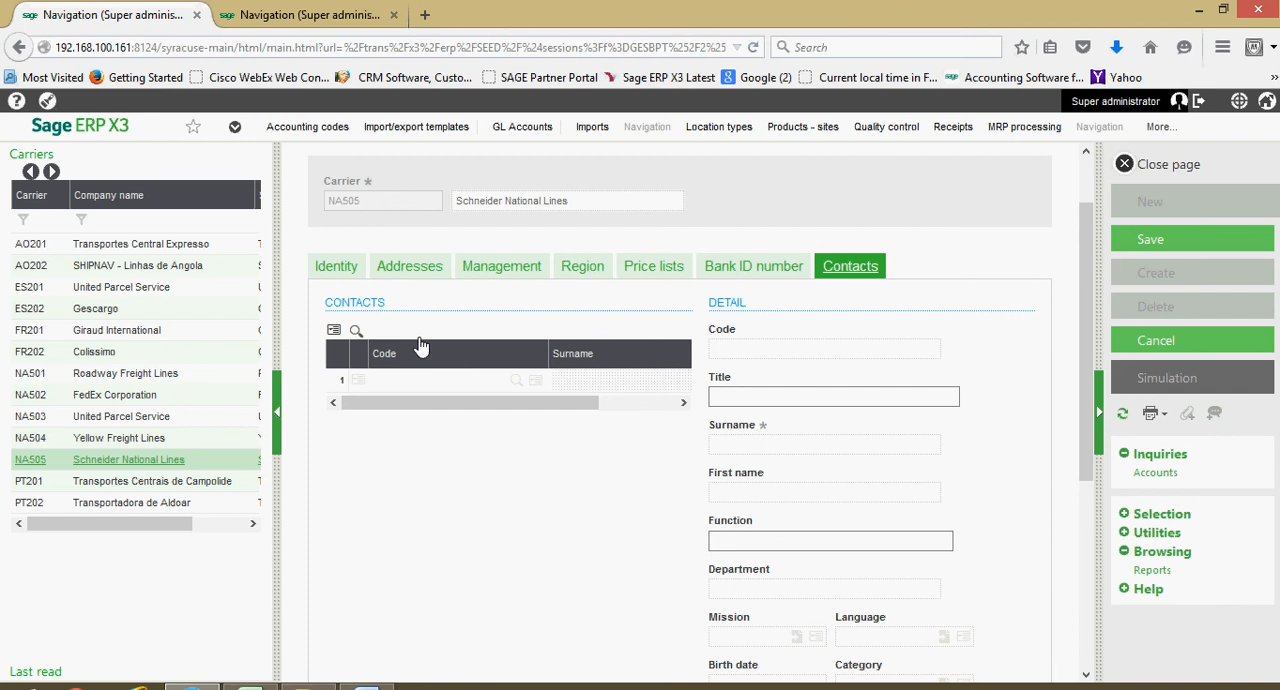 Navigation (Super adminis... × Navigation (Super adminis... × +
192.168.100.161:8124/syracuse-main/html/main.html?url=%2Ftrans%2Fx3%2Ferp%2FSEED%2F%24sessions%3Ff%3DGESBPT%252F2%25 Search
Most Visited Getting Started Cisco WebEx Web Con... CRM Software, Custo... SAGE Partner Portal Sage ERP X3 Latest Google (2) Current local time in F... Accounting Software f... Yahoo »
Super administrator
Sage ERP X3 Accounting codes Import/export templates GL Accounts Imports Navigation Location types Products - sites Quality control Receipts MRP processing Navigation More...
Carriers
Carrier Company name
AO201 Transportes Central Expresso T
AO202 SHIPNAV - Linhas de Angola S
ES201 United Parcel Service U
ES202 Gescargo G
FR201 Giraud International G
FR202 Colissimo C
NA501 Roadway Freight Lines R
NA502 FedEx Corporation F
NA503 United Parcel Service U
NA504 Yellow Freight Lines Y
NA505 Schneider National Lines S
PT201 Transportes Centrais de Campolide T
PT202 Transportadora de Aldoar T
Last read
Carrier *
NA505 Schneider National Lines
Identity Addresses Management Region Price lists Bank ID number Contacts
CONTACTS
Code Surname
1
DETAIL
Code
Title
Surname *
First name
Function
Department
Mission Language
Birth date Category
Close page
New
Save
Create
Delete
Cancel
Simulation
Inquiries
Accounts
Selection
Utilities
Browsing
Reports
Help